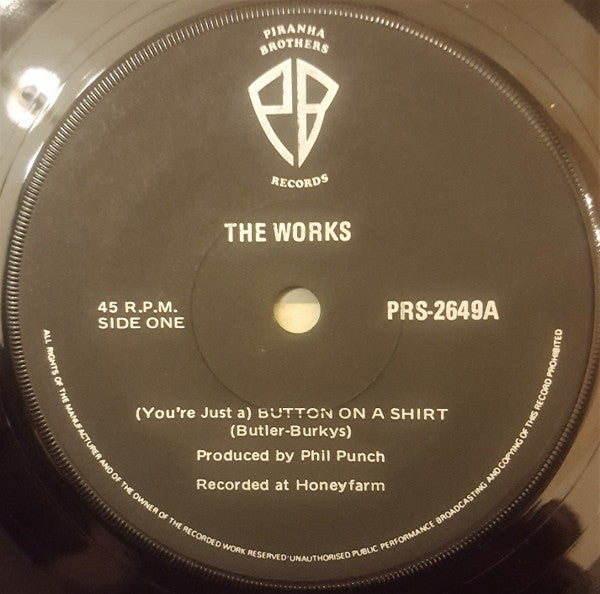 PIRANHA
BROTHERS
PB
RECORDS
THE WORKS
45 R.P.M.
SIDE ONE
PRS-2649A
(You're Just a) BUTTON ON A SHIRT
(Butler-Burkys)
Produced by Phil Punch
Recorded at Honeyfarm
ALL RIGHTS OF THE MANUFACTURER AND OF THE OWNER OF THE RECORDED WORK RESERVED·UNAUTHORISED PUBLIC PERFORMANCE BROADCASTING AND COPYING OF THIS RECORD PROHIBITED